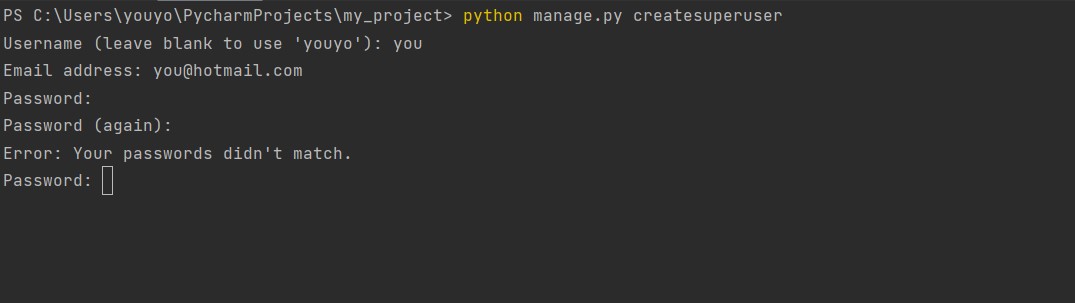 PS C:\Users\youyo\PycharmProjects\my_project> python manage.py createsuperuser
Username (leave blank to use 'youyo'): you
Email address: you@hotmail.com
Password:
Password (again):
Error: Your passwords didn't match.
Password: